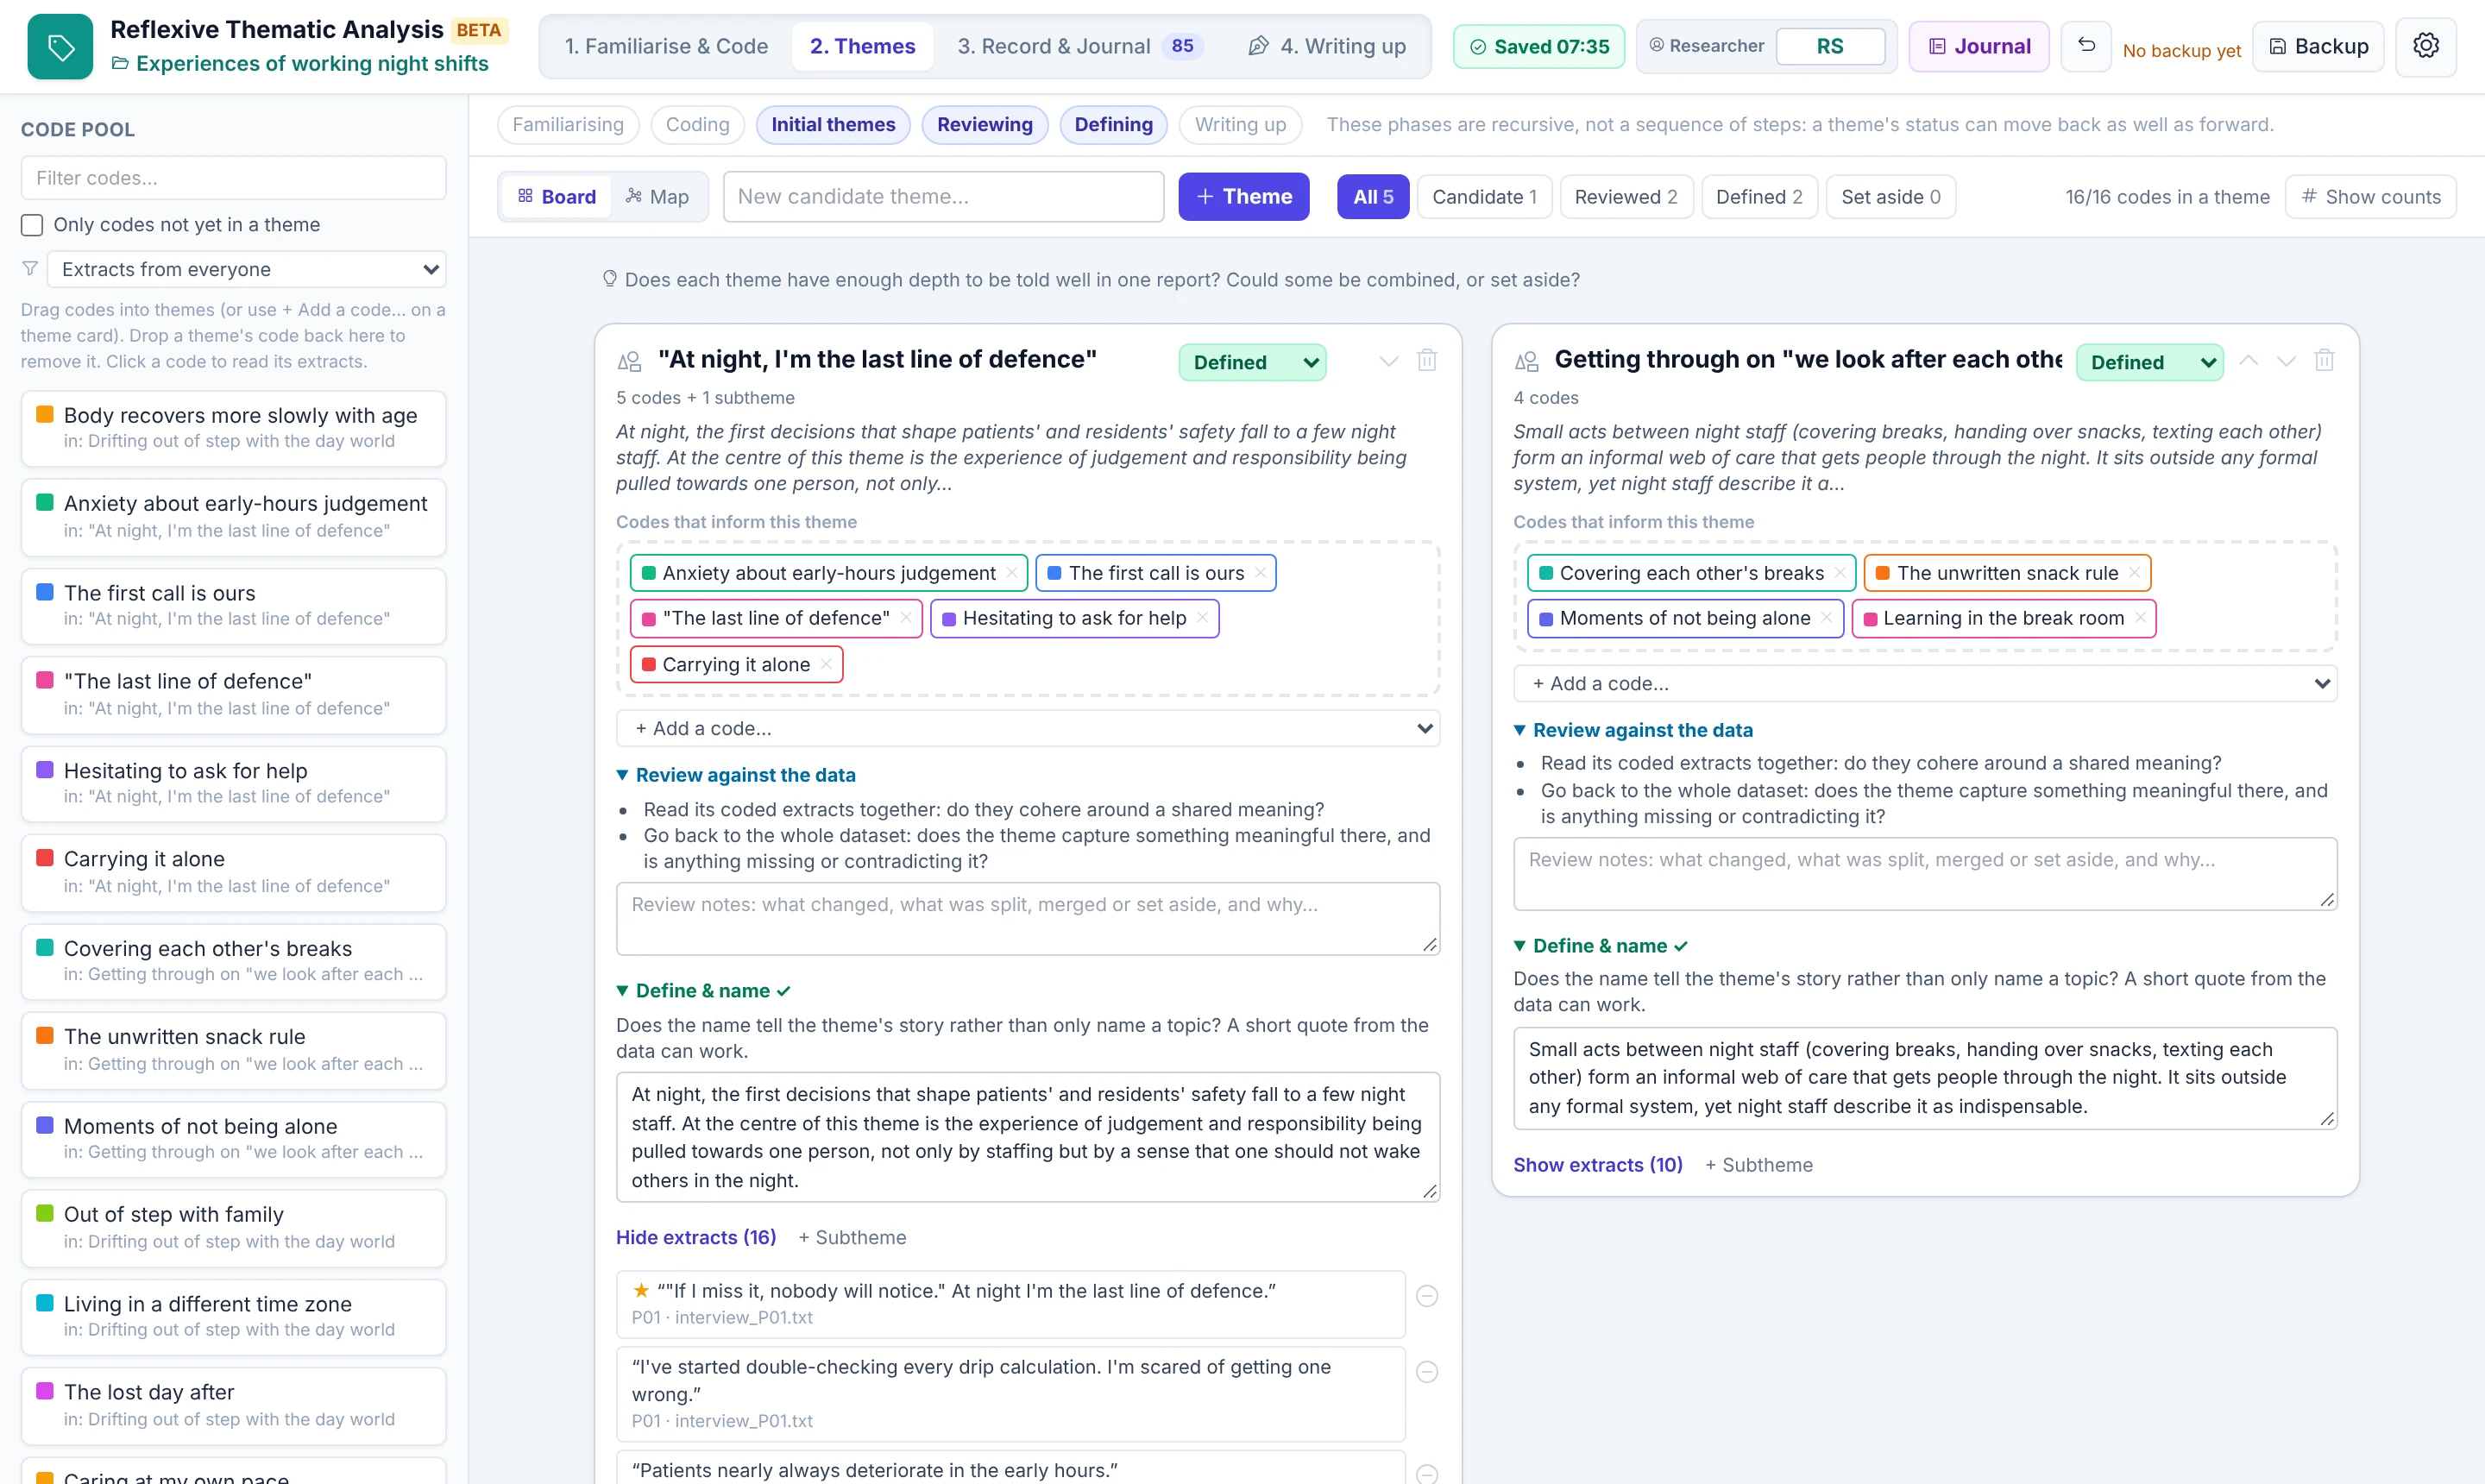 Reflexive Thematic Analysis BETA
Experiences of working night shifts
1. Familiarise & Code
2. Themes
3. Record & Journal 85
4. Writing up
Saved 07:35
Researcher RS
Journal
No backup yet
Backup
CODE POOL
Filter codes...
Only codes not yet in a theme
Extracts from everyone
Drag codes into themes (or use + Add a code... on a
theme card). Drop a theme's code back here to
remove it. Click a code to read its extracts.
Body recovers more slowly with age
in: Drifting out of step with the day world
Anxiety about early-hours judgement
in: "At night, I'm the last line of defence"
The first call is ours
in: "At night, I'm the last line of defence"
"The last line of defence"
in: "At night, I'm the last line of defence"
Hesitating to ask for help
in: "At night, I'm the last line of defence"
Carrying it alone
in: "At night, I'm the last line of defence"
Covering each other's breaks
in: Getting through on "we look after each ...
The unwritten snack rule
in: Getting through on "we look after each ...
Moments of not being alone
in: Getting through on "we look after each ...
Out of step with family
in: Drifting out of step with the day world
Living in a different time zone
in: Drifting out of step with the day world
The lost day after
in: Drifting out of step with the day world
Caring at my own pace
Familiarising
Coding
Initial themes
Reviewing
Defining
Writing up
These phases are recursive, not a sequence of steps: a theme's status can move back as well as forward.
Board
Map
New candidate theme...
+ Theme
All 5
Candidate 1
Reviewed 2
Defined 2
Set aside 0
16/16 codes in a theme
# Show counts
Does each theme have enough depth to be told well in one report? Could some be combined, or set aside?
"At night, I'm the last line of defence"
Defined
5 codes + 1 subtheme
At night, the first decisions that shape patients' and residents' safety fall to a few night
staff. At the centre of this theme is the experience of judgement and responsibility being
pulled towards one person, not only...
Codes that inform this theme
Anxiety about early-hours judgement
The first call is ours
"The last line of defence"
Hesitating to ask for help
Carrying it alone
+ Add a code...
Review against the data
Read its coded extracts together: do they cohere around a shared meaning?
Go back to the whole dataset: does the theme capture something meaningful there, and
is anything missing or contradicting it?
Review notes: what changed, what was split, merged or set aside, and why...
Define & name ✓
Does the name tell the theme's story rather than only name a topic? A short quote from the
data can work.
At night, the first decisions that shape patients' and residents' safety fall to a few night
staff. At the centre of this theme is the experience of judgement and responsibility being
pulled towards one person, not only by staffing but by a sense that one should not wake
others in the night.
Hide extracts (16)
+ Subtheme
★ “"If I miss it, nobody will notice." At night I'm the last line of defence.”
P01 · interview_P01.txt
“I've started double-checking every drip calculation. I'm scared of getting one
wrong.”
P01 · interview_P01.txt
“Patients nearly always deteriorate in the early hours.”
Getting through on "we look after each othe
Defined
4 codes
Small acts between night staff (covering breaks, handing over snacks, texting each other)
form an informal web of care that gets people through the night. It sits outside any formal
system, yet night staff describe it a...
Codes that inform this theme
Covering each other's breaks
The unwritten snack rule
Moments of not being alone
Learning in the break room
+ Add a code...
Review against the data
Read its coded extracts together: do they cohere around a shared meaning?
Go back to the whole dataset: does the theme capture something meaningful there, and
is anything missing or contradicting it?
Review notes: what changed, what was split, merged or set aside, and why...
Define & name ✓
Does the name tell the theme's story rather than only name a topic? A short quote from the
data can work.
Small acts between night staff (covering breaks, handing over snacks, texting each
other) form an informal web of care that gets people through the night. It sits outside
any formal system, yet night staff describe it as indispensable.
Show extracts (10)
+ Subtheme